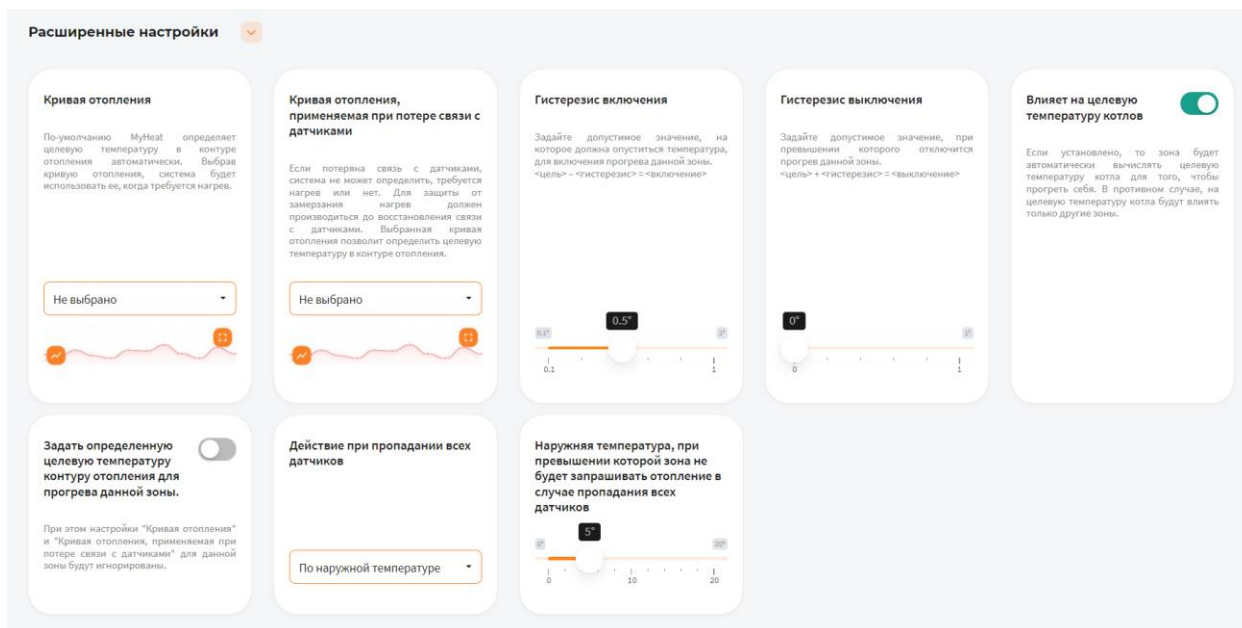 Расширенные настройки
Кривая отопления
По-умолчанию MyHeat определяет
целевую температуру в контуре
отопления автоматически. Выбрав
кривую отопления, система будет
использовать ее, когда требуется нагрев.
Не выбрано
Кривая отопления,
применяемая при потере связи с
датчиками
Если потеряна связь с датчиками,
система не может определить, требуется
нагрев или нет. Для защиты от
замерзания нагрев должен
производиться до восстановления связи
с датчиками. Выбранная кривая
отопления позволит определить целевую
температуру в контуре отопления.
Не выбрано
Гистерезис включения
Задайте допустимое значение, на
которое должна опуститься температура,
для включения прогрева данной зоны.
<цель> – <гистерезис> = <включение>
0.5°
0.1° 1°
0.1 1
Гистерезис выключения
Задайте допустимое значение, при
превышении которого отключится
прогрев данной зоны.
<цель> + <гистерезис> = <выключение>
0°
1°
0 1
Влияет на целевую
температуру котлов
Если установлено, то зона будет
автоматически вычислять целевую
температуру котла для того, чтобы
прогреть себя. В противном случае, на
целевую температуру котла будут влиять
только другие зоны.
Задать определенную
целевую температуру
контуру отопления для
прогрева данной зоны.
При этом настройки "Кривая отопления"
и "Кривая отопления, применяемая при
потере связи с датчиками" для данной
зоны будут игнорированы.
Действие при пропадании всех
датчиков
По наружной температуре
Наружняя температура, при
превышении которой зона не
будет запрашивать отопление в
случае пропадания всех
датчиков
5°
0° 20°
0 10 20